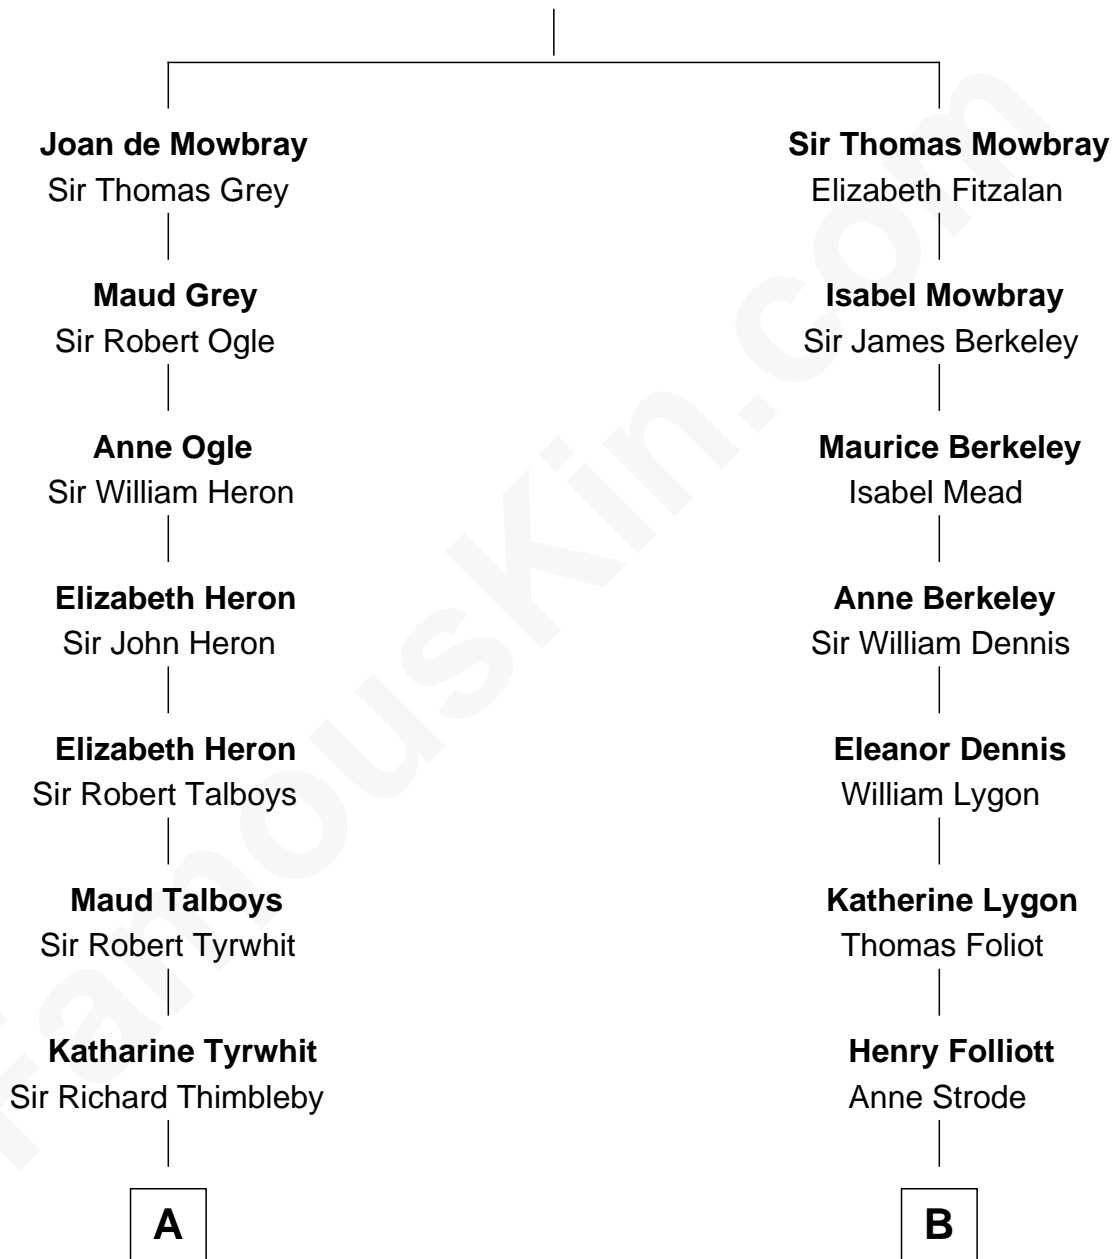 Joan de Mowbray
Sir Thomas Grey
Maud Grey
Sir Robert Ogle
Anne Ogle
Sir William Heron
Elizabeth Heron
Sir John Heron
Elizabeth Heron
Sir Robert Talboys
Maud Talboys
Sir Robert Tyrwhit
Katharine Tyrwhit
Sir Richard Thimbleby
A
Sir Thomas Mowbray
Elizabeth Fitzalan
Isabel Mowbray
Sir James Berkeley
Maurice Berkeley
Isabel Mead
Anne Berkeley
Sir William Dennis
Eleanor Dennis
William Lygon
Katherine Lygon
Thomas Foliot
Henry Folliott
Anne Strode
B
FamousKin.com